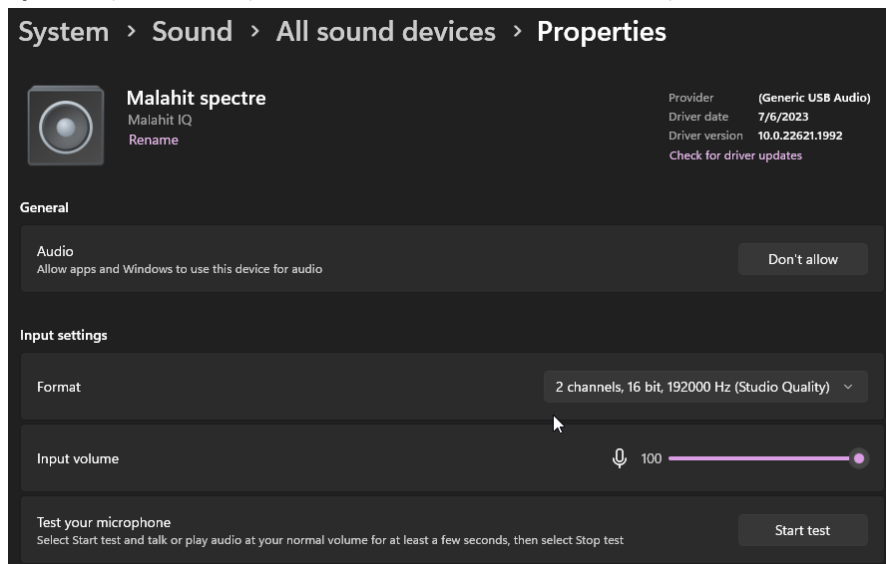 System > Sound > All sound devices > Properties
Malahit spectre
Malahit IQ
Rename
Provider (Generic USB Audio)
Driver date 7/6/2023
Driver version 10.0.22621.1992
Check for driver updates
General
Audio
Allow apps and Windows to use this device for audio
Don't allow
Input settings
Format
2 channels, 16 bit, 192000 Hz (Studio Quality)
Input volume
100
Test your microphone
Select Start test and talk or play audio at your normal volume for at least a few seconds, then select Stop test
Start test